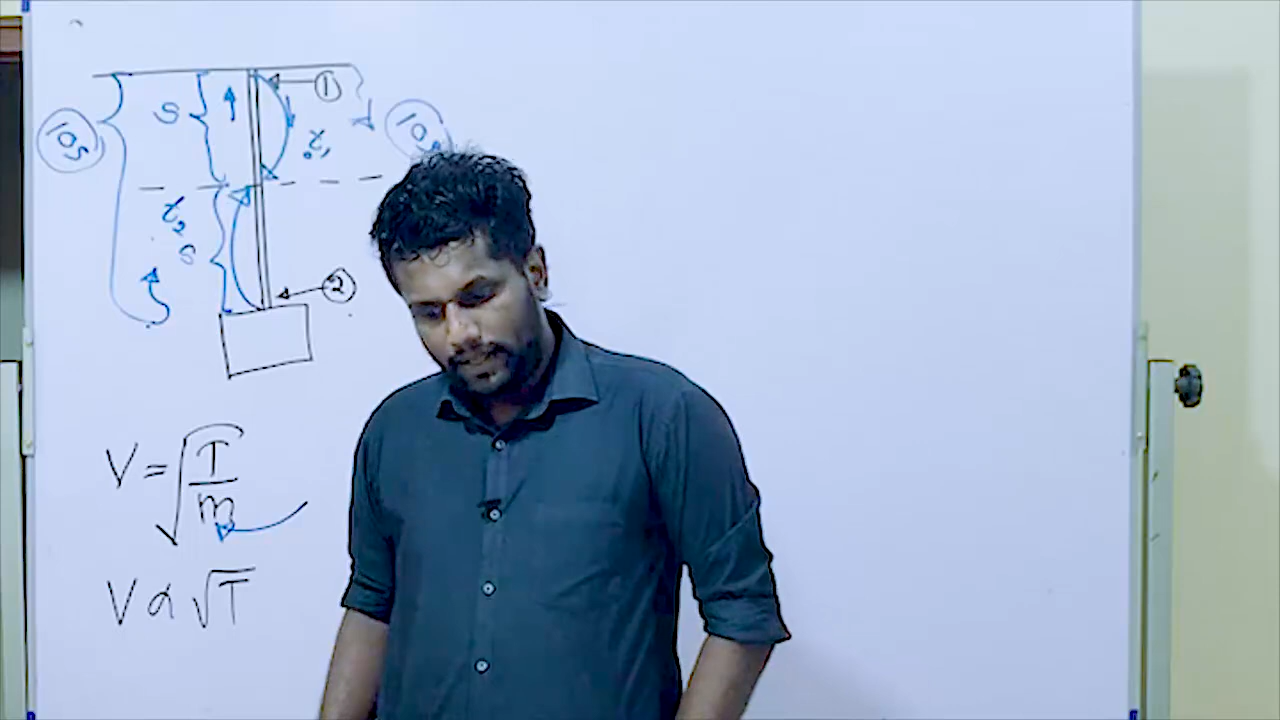 ①
S
10s
10s
t₁
t₂
S
②
V = √(T/m)
V ∝ √T